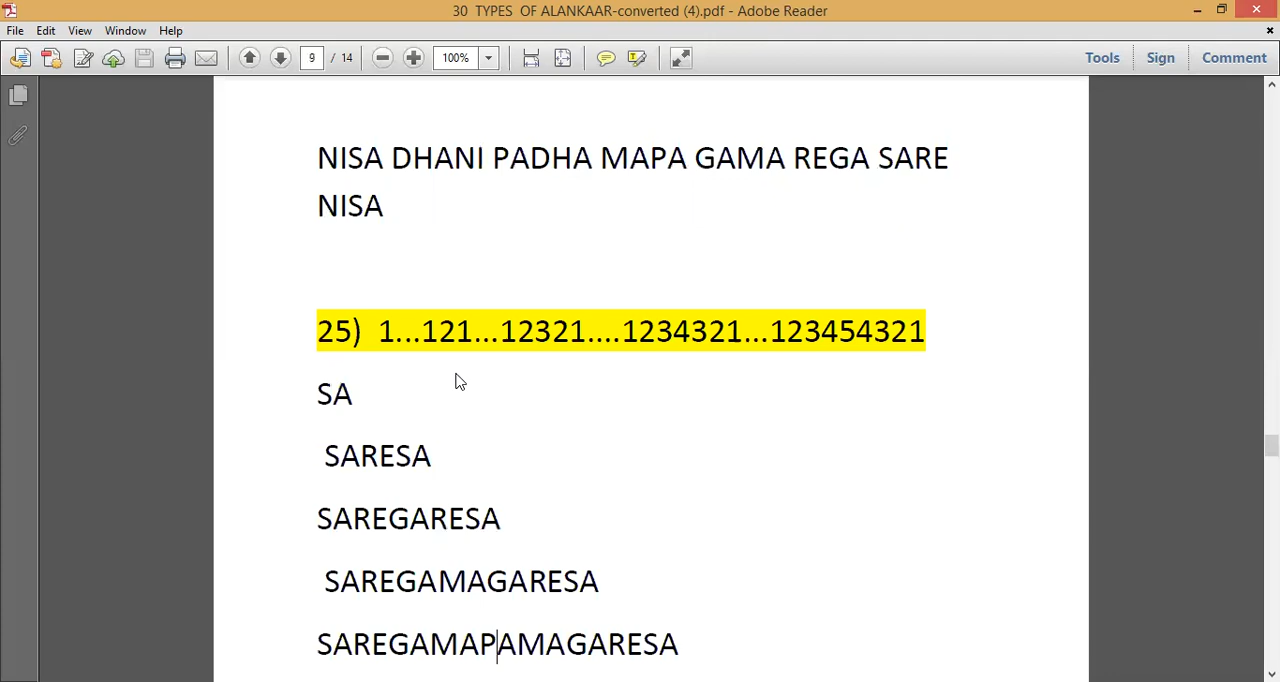 30 TYPES OF ALANKAAR-converted (4).pdf - Adobe Reader
File Edit View Window Help
9 / 14 100% Tools Sign Comment
NISA DHANI PADHA MAPA GAMA REGA SARE
NISA
25) 1...121...12321....1234321...123454321
SA
SARESA
SAREGARESA
SAREGAMAGARESA
SAREGAMAPAMAGARESA